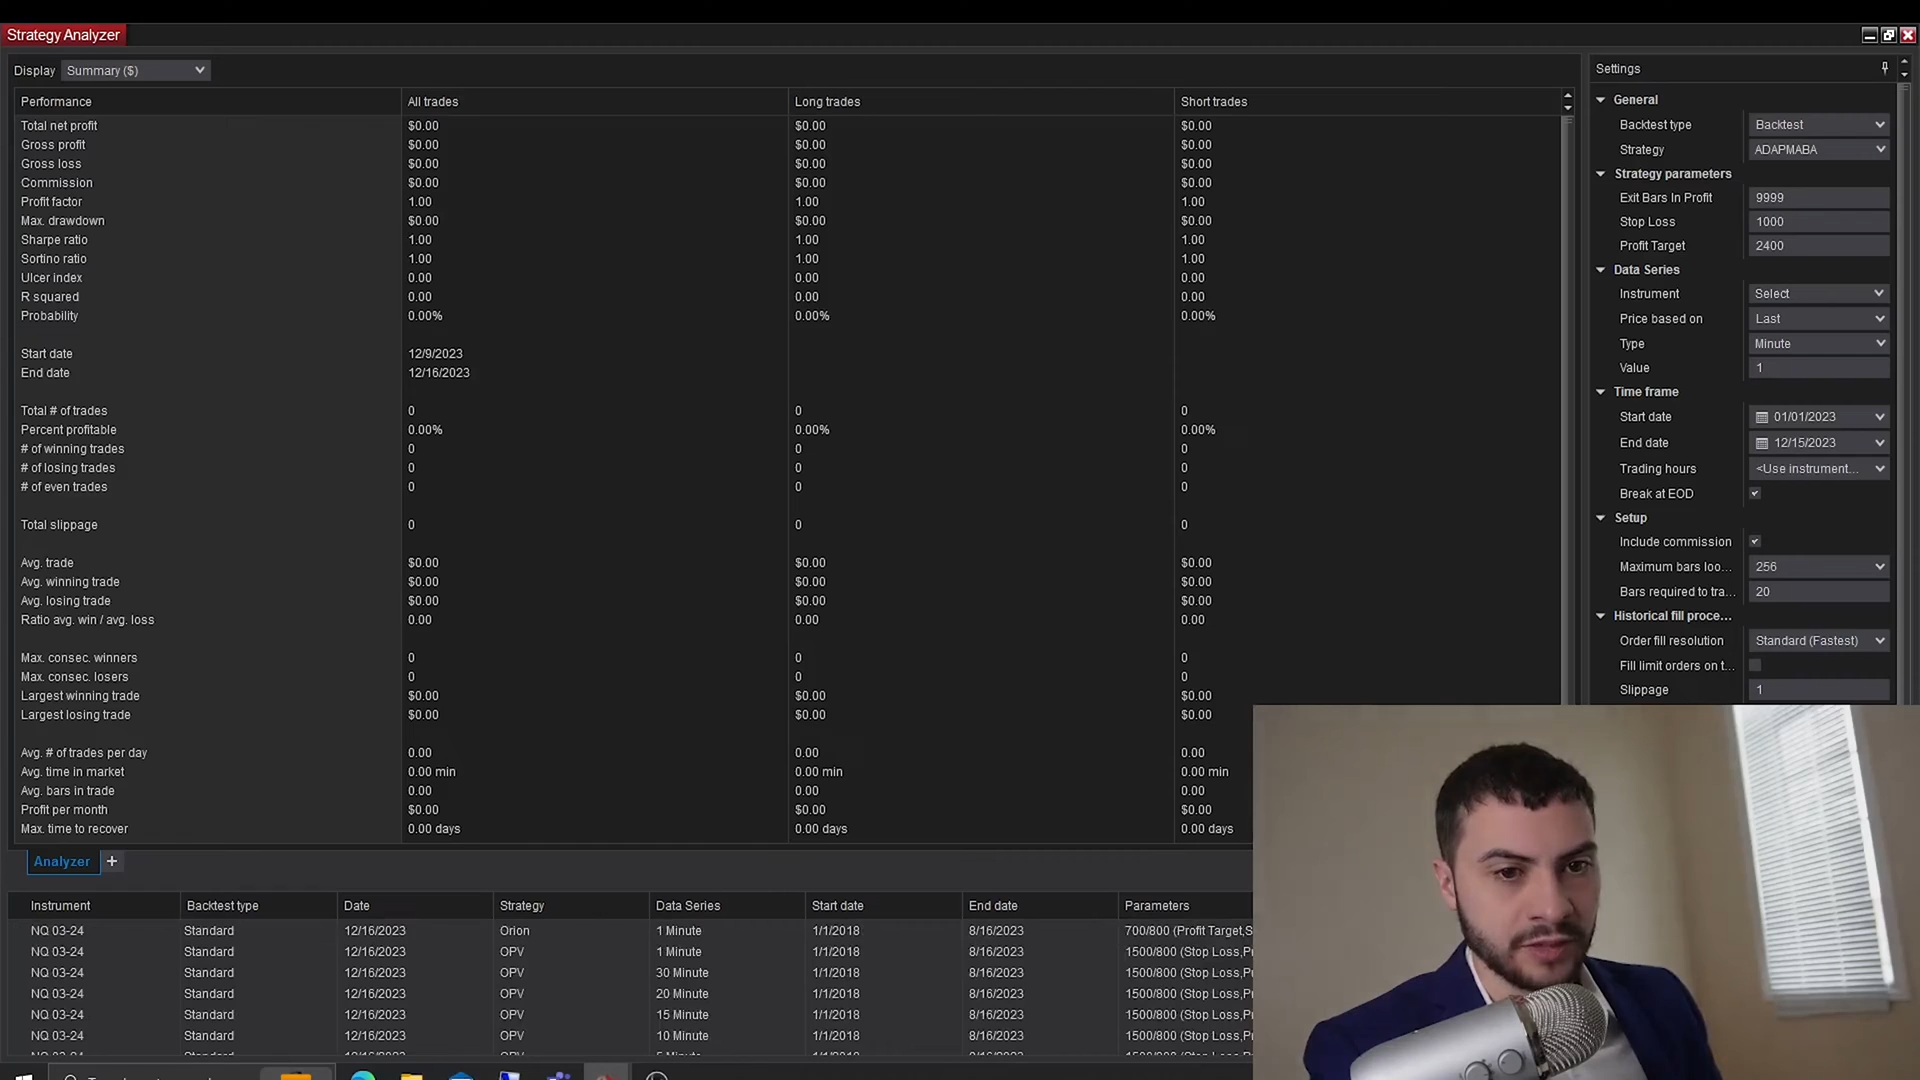 Strategy Analyzer
Display Summary ($)
Settings
Performance All trades Long trades Short trades
Total net profit $0.00 $0.00 $0.00
Gross profit $0.00 $0.00 $0.00
Gross loss $0.00 $0.00 $0.00
Commission $0.00 $0.00 $0.00
Profit factor 1.00 1.00 1.00
Max. drawdown $0.00 $0.00 $0.00
Sharpe ratio 1.00 1.00 1.00
Sortino ratio 1.00 1.00 1.00
Ulcer index 0.00 0.00 0.00
R squared 0.00 0.00 0.00
Probability 0.00% 0.00% 0.00%
Start date 12/9/2023
End date 12/16/2023
Total # of trades 0 0 0
Percent profitable 0.00% 0.00% 0.00%
# of winning trades 0 0 0
# of losing trades 0 0 0
# of even trades 0 0 0
Total slippage 0 0 0
Avg. trade $0.00 $0.00 $0.00
Avg. winning trade $0.00 $0.00 $0.00
Avg. losing trade $0.00 $0.00 $0.00
Ratio avg. win / avg. loss 0.00 0.00 0.00
Max. consec. winners 0 0 0
Max. consec. losers 0 0 0
Largest winning trade $0.00 $0.00 $0.00
Largest losing trade $0.00 $0.00 $0.00
Avg. # of trades per day 0.00 0.00 0.00
Avg. time in market 0.00 min 0.00 min 0.00 min
Avg. bars in trade 0.00 0.00 0.00
Profit per month $0.00 $0.00 $0.00
Max. time to recover 0.00 days 0.00 days 0.00 days
General
Backtest type Backtest
Strategy ADAPMABA
Strategy parameters
Exit Bars In Profit 9999
Stop Loss 1000
Profit Target 2400
Data Series
Instrument Select
Price based on Last
Type Minute
Value 1
Time frame
Start date 01/01/2023
End date 12/15/2023
Trading hours <Use instrument...
Break at EOD
Setup
Include commission
Maximum bars loo... 256
Bars required to tra... 20
Historical fill proce...
Order fill resolution Standard (Fastest)
Fill limit orders on t...
Slippage 1
Analyzer +
Instrument Backtest type Date Strategy Data Series Start date End date Parameters
NQ 03-24 Standard 12/16/2023 Orion 1 Minute 1/1/2018 8/16/2023 700/800 (Profit Target,S
NQ 03-24 Standard 12/16/2023 OPV 1 Minute 1/1/2018 8/16/2023 1500/800 (Stop Loss,P
NQ 03-24 Standard 12/16/2023 OPV 30 Minute 1/1/2018 8/16/2023 1500/800 (Stop Loss,P
NQ 03-24 Standard 12/16/2023 OPV 20 Minute 1/1/2018 8/16/2023 1500/800 (Stop Loss,P
NQ 03-24 Standard 12/16/2023 OPV 15 Minute 1/1/2018 8/16/2023 1500/800 (Stop Loss,P
NQ 03-24 Standard 12/16/2023 OPV 10 Minute 1/1/2018 8/16/2023 1500/800 (Stop Loss,P